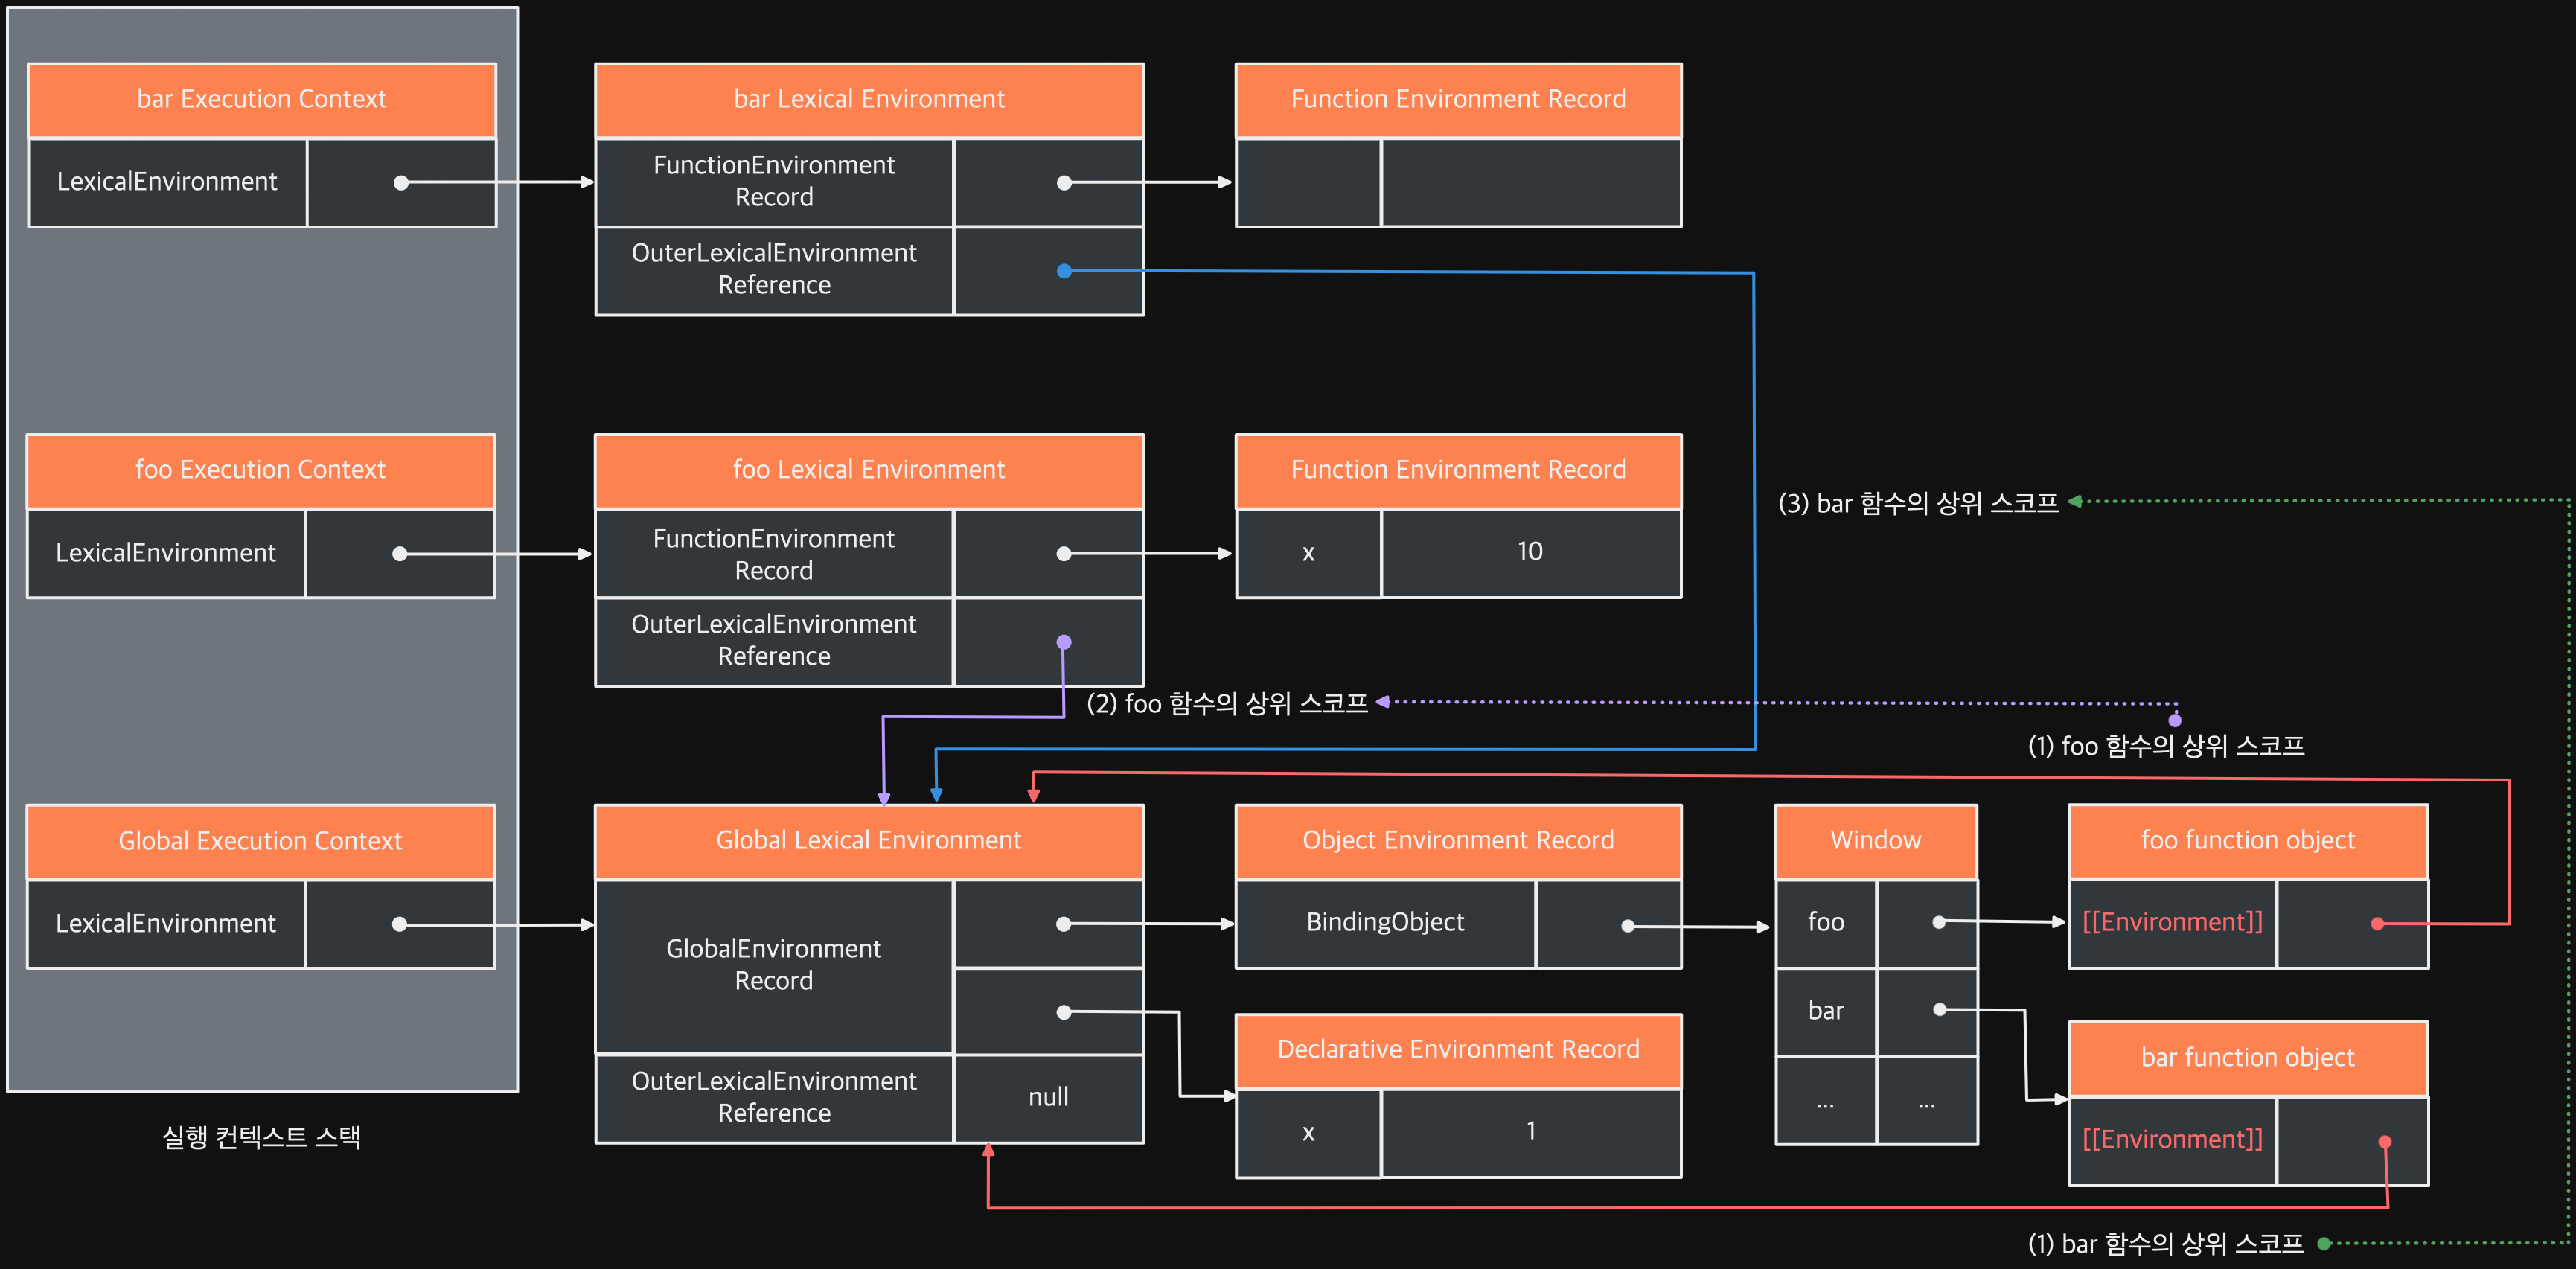 bar Execution Context
LexicalEnvironment
bar Lexical Environment
FunctionEnvironment
Record
OuterLexicalEnvironment
Reference
Function Environment Record
foo Execution Context
LexicalEnvironment
foo Lexical Environment
FunctionEnvironment
Record
OuterLexicalEnvironment
Reference
Function Environment Record
x
10
(3) bar 함수의 상위 스코프
(2) foo 함수의 상위 스코프
(1) foo 함수의 상위 스코프
Global Execution Context
LexicalEnvironment
실행 컨텍스트 스택
Global Lexical Environment
GlobalEnvironment
Record
OuterLexicalEnvironment
Reference
null
Object Environment Record
BindingObject
Declarative Environment Record
x
1
Window
foo
bar
...
...
foo function object
[[Environment]]
bar function object
[[Environment]]
(1) bar 함수의 상위 스코프